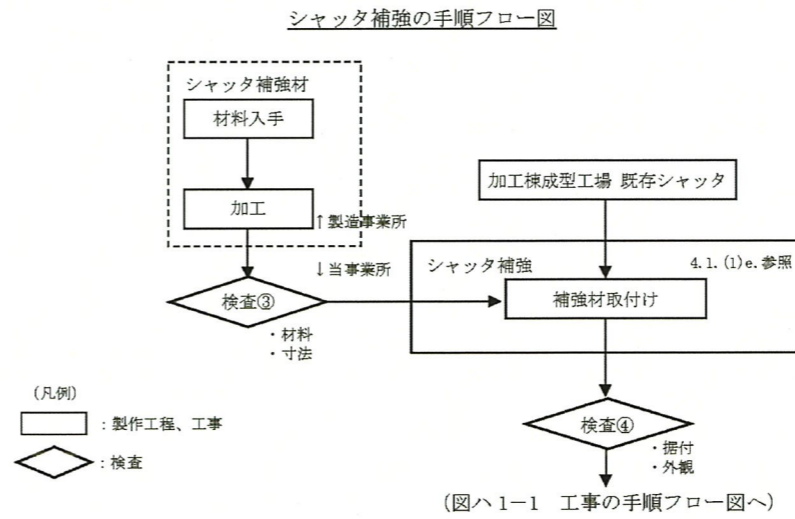 シャッタ補強の手順フロー図
シャッタ補強材
材料入手
加工
↑製造事業所
↓当事業所
検査③
・材料
・寸法
加工棟成型工場 既存シャッタ
シャッタ補強
4.1.(1)e.参照
補強材取付け
検査④
・据付
・外観
(図ハ1-1 工事の手順フロー図へ)
(凡例)
：製作工程、工事
：検査